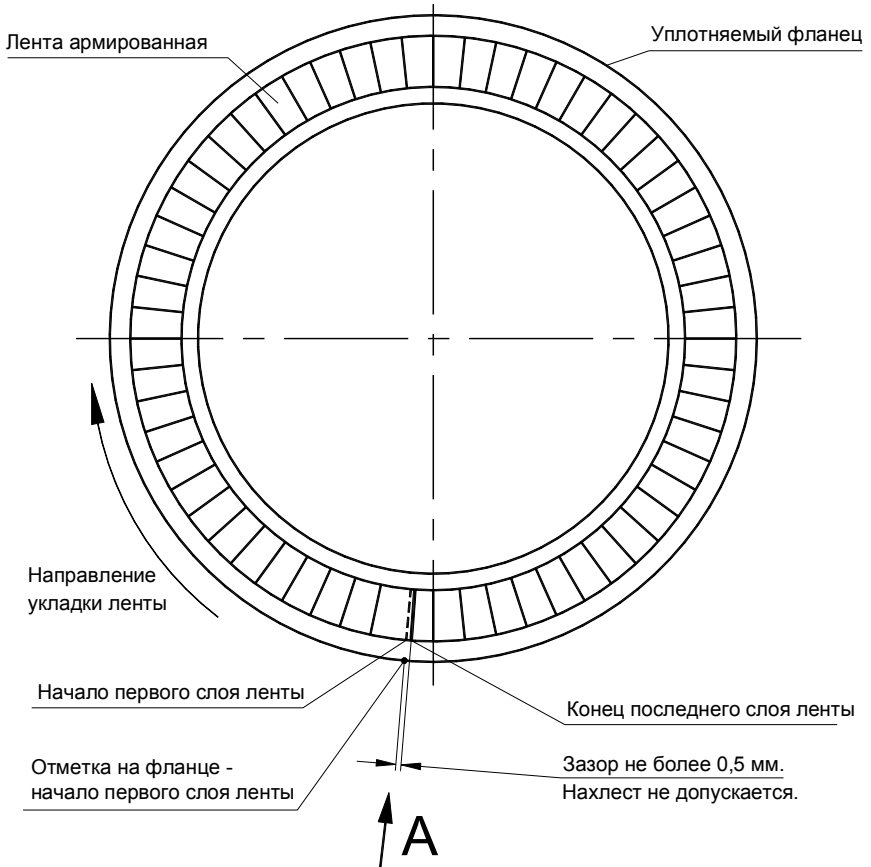 Лента армированная
Уплотняемый фланец
Направление
укладки ленты
Начало первого слоя ленты
Конец последнего слоя ленты
Отметка на фланце -
начало первого слоя ленты
Зазор не более 0,5 мм.
Нахлест не допускается.
А